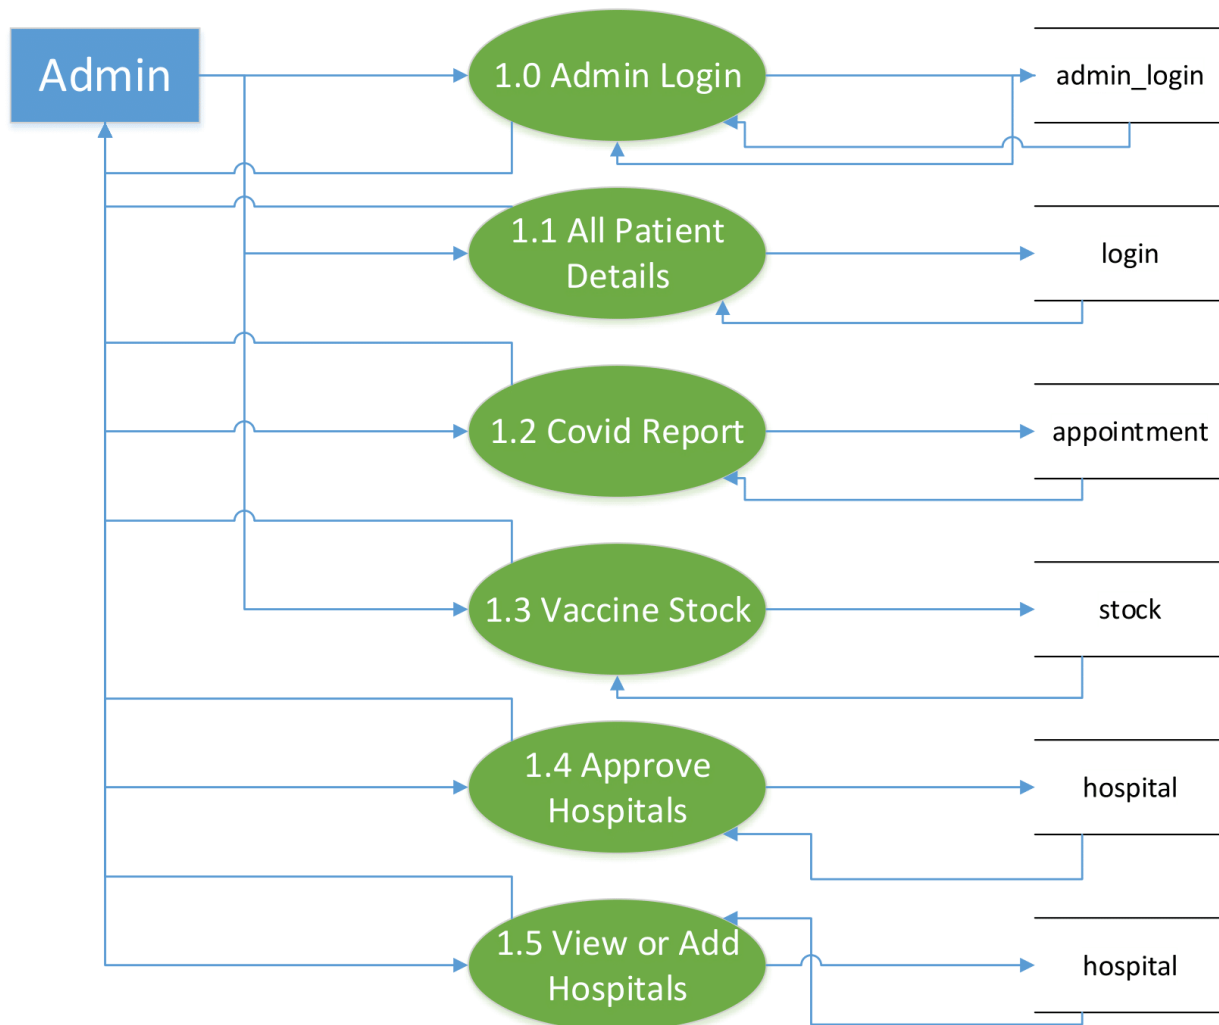 Admin
1.0 Admin Login
admin_login
1.1 All Patient
Details
login
1.2 Covid Report
appointment
1.3 Vaccine Stock
stock
1.4 Approve
Hospitals
hospital
1.5 View or Add
Hospitals
hospital